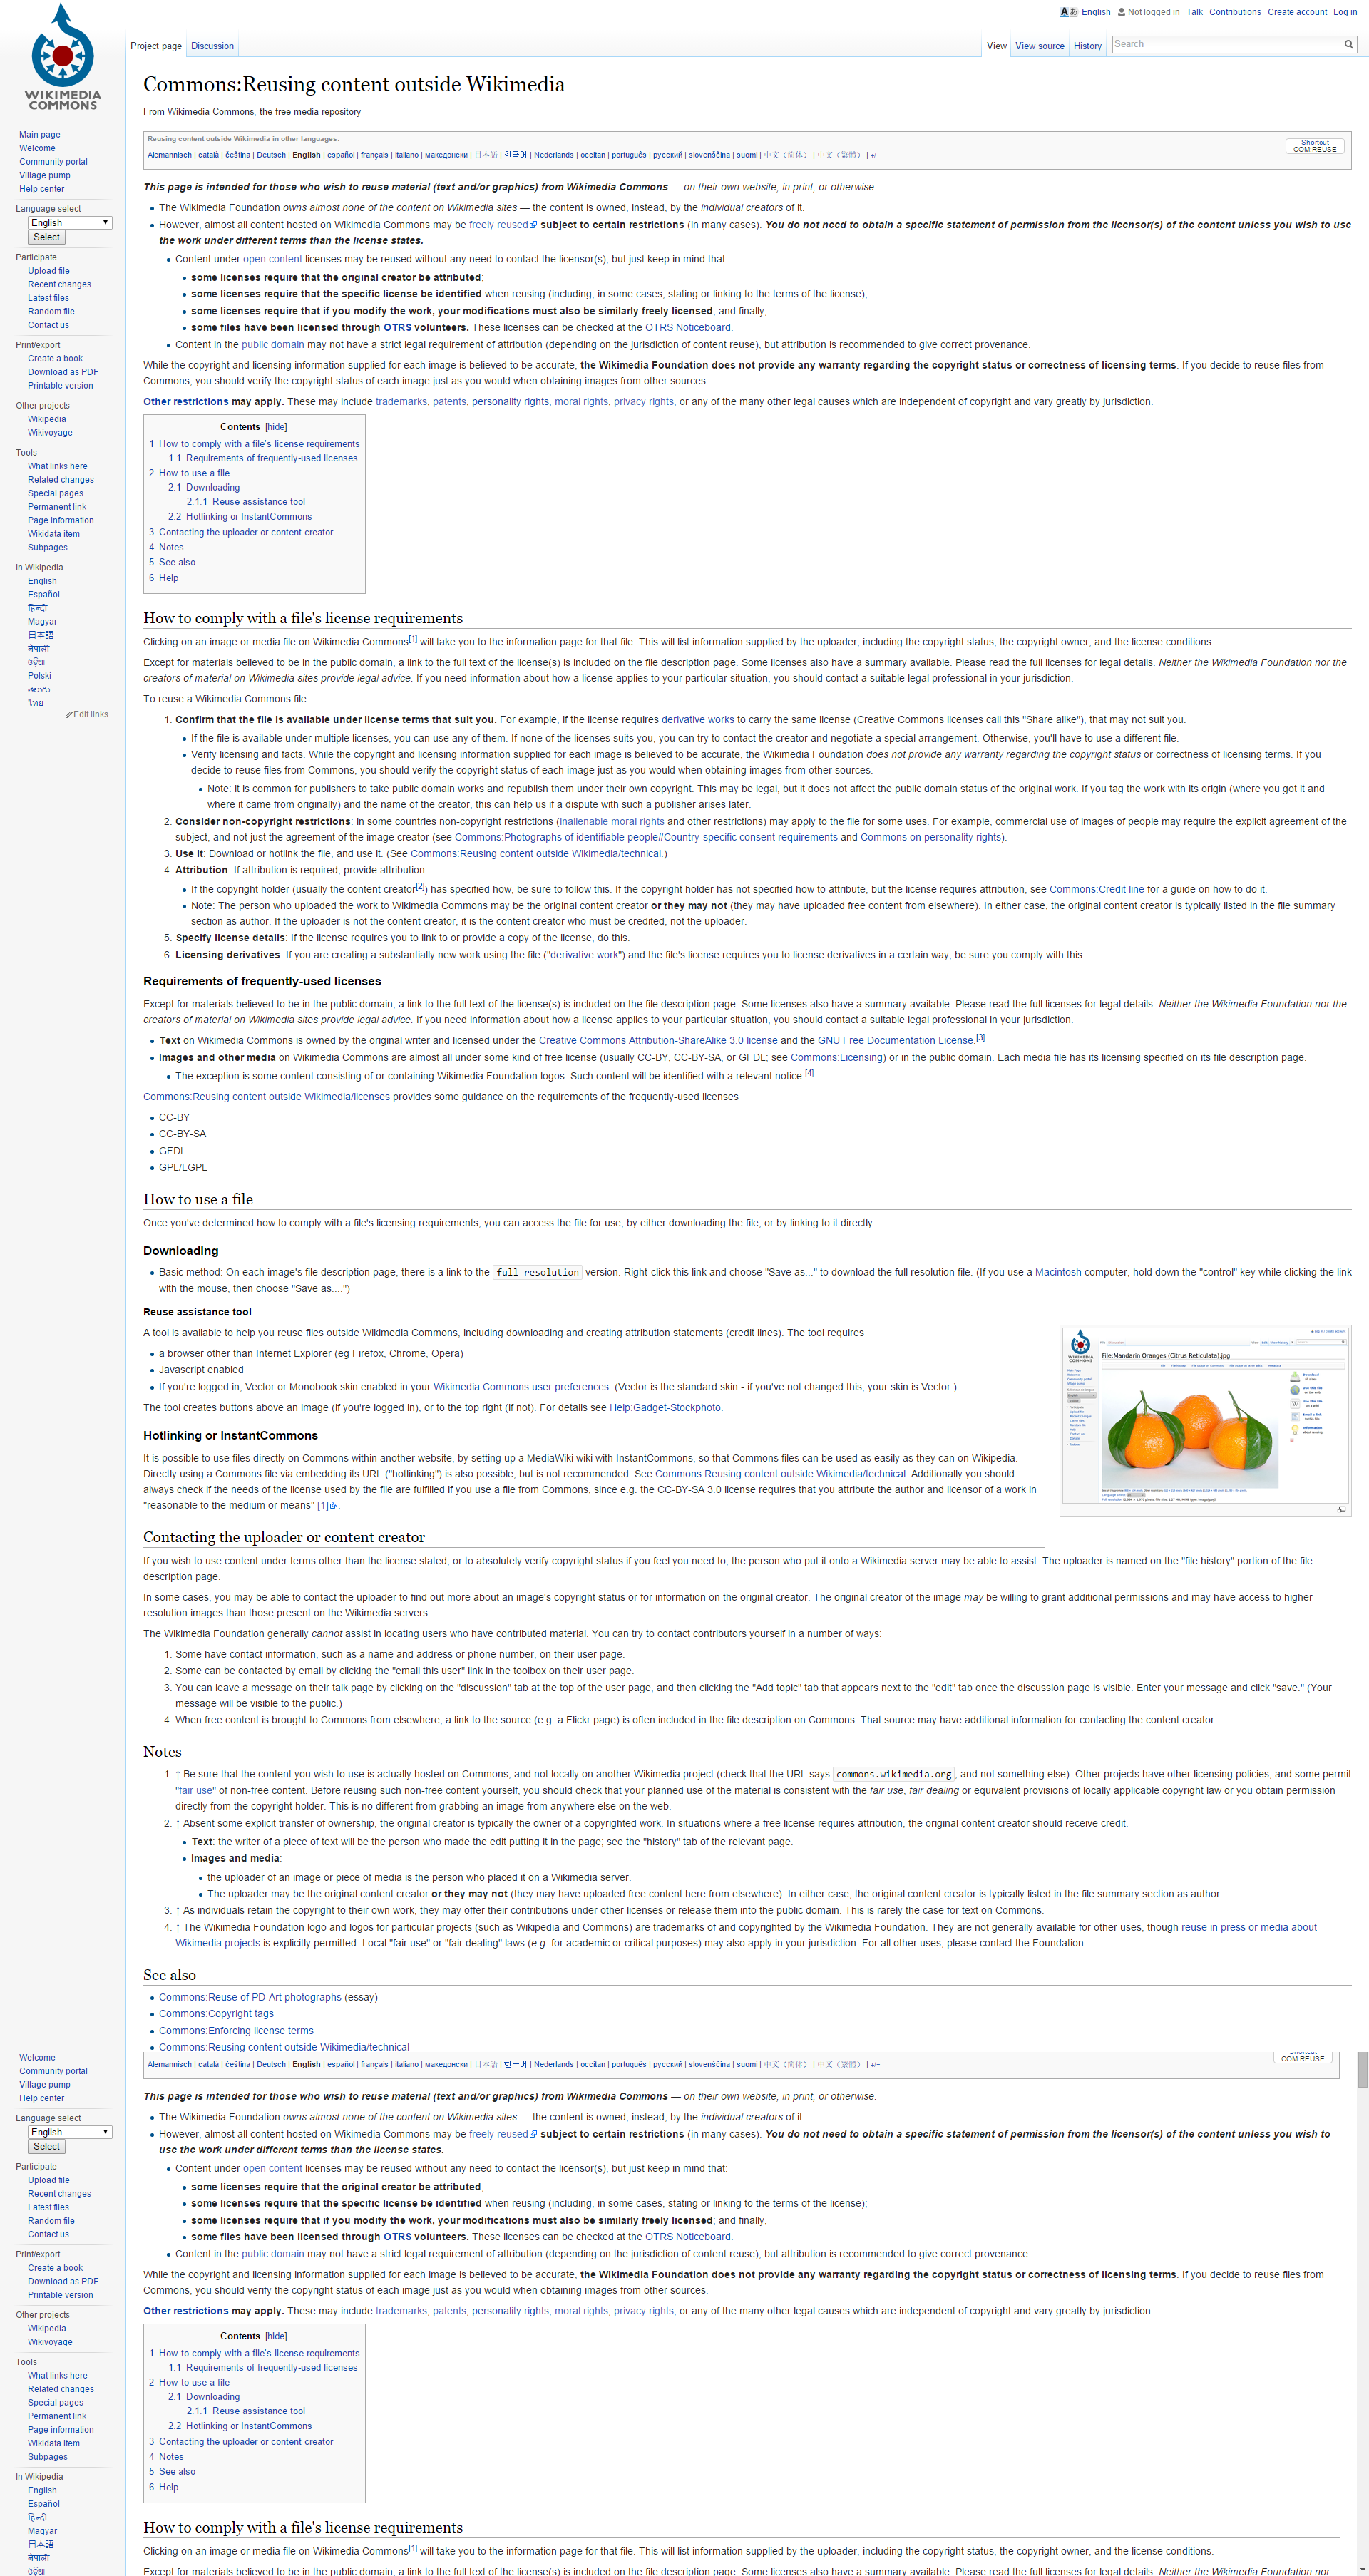 English Not logged in Talk Contributions Create account Log in
WIKIMEDIA
COMMONS
Project page Discussion View View source History Search
Commons:Reusing content outside Wikimedia
From Wikimedia Commons, the free media repository
Reusing content outside Wikimedia in other languages:
Alemannisch | català | čeština | Deutsch | English | español | français | italiano | македонски | 日本語 | 한국어 | Nederlands | occitan | português | русский | slovenščina | suomi | 中文（简体） | 中文（繁體） | +/−
Shortcut
COM:REUSE
This page is intended for those who wish to reuse material (text and/or graphics) from Wikimedia Commons — on their own website, in print, or otherwise.
The Wikimedia Foundation owns almost none of the content on Wikimedia sites — the content is owned, instead, by the individual creators of it.
However, almost all content hosted on Wikimedia Commons may be freely reused subject to certain restrictions (in many cases). You do not need to obtain a specific statement of permission from the licensor(s) of the content unless you wish to use
the work under different terms than the license states.
Content under open content licenses may be reused without any need to contact the licensor(s), but just keep in mind that:
some licenses require that the original creator be attributed;
some licenses require that the specific license be identified when reusing (including, in some cases, stating or linking to the terms of the license);
some licenses require that if you modify the work, your modifications must also be similarly freely licensed; and finally,
some files have been licensed through OTRS volunteers. These licenses can be checked at the OTRS Noticeboard.
Content in the public domain may not have a strict legal requirement of attribution (depending on the jurisdiction of content reuse), but attribution is recommended to give correct provenance.
While the copyright and licensing information supplied for each image is believed to be accurate, the Wikimedia Foundation does not provide any warranty regarding the copyright status or correctness of licensing terms. If you decide to reuse files from
Commons, you should verify the copyright status of each image just as you would when obtaining images from other sources.
Other restrictions may apply. These may include trademarks, patents, personality rights, moral rights, privacy rights, or any of the many other legal causes which are independent of copyright and vary greatly by jurisdiction.
Contents [hide]
1 How to comply with a file's license requirements
1.1 Requirements of frequently-used licenses
2 How to use a file
2.1 Downloading
2.1.1 Reuse assistance tool
2.2 Hotlinking or InstantCommons
3 Contacting the uploader or content creator
4 Notes
5 See also
6 Help
Main page
Welcome
Community portal
Village pump
Help center
Language select
English
Select
Participate
Upload file
Recent changes
Latest files
Random file
Contact us
Print/export
Create a book
Download as PDF
Printable version
Other projects
Wikipedia
Wikivoyage
Tools
What links here
Related changes
Special pages
Permanent link
Page information
Wikidata item
Subpages
In Wikipedia
English
Español
हिन्दी
Magyar
日本語
नेपाली
ଓଡ଼ିଆ
Polski
తెలుగు
ไทย
Edit links
How to comply with a file's license requirements
Clicking on an image or media file on Wikimedia Commons[1] will take you to the information page for that file. This will list information supplied by the uploader, including the copyright status, the copyright owner, and the license conditions.
Except for materials believed to be in the public domain, a link to the full text of the license(s) is included on the file description page. Some licenses also have a summary available. Please read the full licenses for legal details. Neither the Wikimedia Foundation nor the
creators of material on Wikimedia sites provide legal advice. If you need information about how a license applies to your particular situation, you should contact a suitable legal professional in your jurisdiction.
To reuse a Wikimedia Commons file:
1. Confirm that the file is available under license terms that suit you. For example, if the license requires derivative works to carry the same license (Creative Commons licenses call this "Share alike"), that may not suit you.
If the file is available under multiple licenses, you can use any of them. If none of the licenses suits you, you can try to contact the creator and negotiate a special arrangement. Otherwise, you'll have to use a different file.
Verify licensing and facts. While the copyright and licensing information supplied for each image is believed to be accurate, the Wikimedia Foundation does not provide any warranty regarding the copyright status or correctness of licensing terms. If you
decide to reuse files from Commons, you should verify the copyright status of each image just as you would when obtaining images from other sources.
Note: it is common for publishers to take public domain works and republish them under their own copyright. This may be legal, but it does not affect the public domain status of the original work. If you tag the work with its origin (where you got it and
where it came from originally) and the name of the creator, this can help us if a dispute with such a publisher arises later.
2. Consider non-copyright restrictions: in some countries non-copyright restrictions (inalienable moral rights and other restrictions) may apply to the file for some uses. For example, commercial use of images of people may require the explicit agreement of the
subject, and not just the agreement of the image creator (see Commons:Photographs of identifiable people#Country-specific consent requirements and Commons on personality rights).
3. Use it: Download or hotlink the file, and use it. (See Commons:Reusing content outside Wikimedia/technical.)
4. Attribution: If attribution is required, provide attribution.
If the copyright holder (usually the content creator[2]) has specified how, be sure to follow this. If the copyright holder has not specified how to attribute, but the license requires attribution, see Commons:Credit line for a guide on how to do it.
Note: The person who uploaded the work to Wikimedia Commons may be the original content creator or they may not (they may have uploaded free content from elsewhere). In either case, the original content creator is typically listed in the file summary
section as author. If the uploader is not the content creator, it is the content creator who must be credited, not the uploader.
5. Specify license details: If the license requires you to link to or provide a copy of the license, do this.
6. Licensing derivatives: If you are creating a substantially new work using the file ("derivative work") and the file's license requires you to license derivatives in a certain way, be sure you comply with this.
Requirements of frequently-used licenses
Except for materials believed to be in the public domain, a link to the full text of the license(s) is included on the file description page. Some licenses also have a summary available. Please read the full licenses for legal details. Neither the Wikimedia Foundation nor the
creators of material on Wikimedia sites provide legal advice. If you need information about how a license applies to your particular situation, you should contact a suitable legal professional in your jurisdiction.
Text on Wikimedia Commons is owned by the original writer and licensed under the Creative Commons Attribution-ShareAlike 3.0 license and the GNU Free Documentation License.[3]
Images and other media on Wikimedia Commons are almost all under some kind of free license (usually CC-BY, CC-BY-SA, or GFDL; see Commons:Licensing) or in the public domain. Each media file has its licensing specified on its file description page.
The exception is some content consisting of or containing Wikimedia Foundation logos. Such content will be identified with a relevant notice.[4]
Commons:Reusing content outside Wikimedia/licenses provides some guidance on the requirements of the frequently-used licenses
CC-BY
CC-BY-SA
GFDL
GPL/LGPL
How to use a file
Once you've determined how to comply with a file's licensing requirements, you can access the file for use, by either downloading the file, or by linking to it directly.
Downloading
Basic method: On each image's file description page, there is a link to the full resolution version. Right-click this link and choose "Save as..." to download the full resolution file. (If you use a Macintosh computer, hold down the "control" key while clicking the link
with the mouse, then choose "Save as....")
Reuse assistance tool
A tool is available to help you reuse files outside Wikimedia Commons, including downloading and creating attribution statements (credit lines). The tool requires
a browser other than Internet Explorer (eg Firefox, Chrome, Opera)
Javascript enabled
If you're logged in, Vector or Monobook skin enabled in your Wikimedia Commons user preferences. (Vector is the standard skin - if you've not changed this, your skin is Vector.)
The tool creates buttons above an image (if you're logged in), or to the top right (if not). For details see Help:Gadget-Stockphoto.
WIKIMEDIA
COMMONS
File:Mandarin Oranges (Citrus Reticulata).jpg
Hotlinking or InstantCommons
It is possible to use files directly on Commons within another website, by setting up a MediaWiki wiki with InstantCommons, so that Commons files can be used as easily as they can on Wikipedia.
Directly using a Commons file via embedding its URL ("hotlinking") is also possible, but is not recommended. See Commons:Reusing content outside Wikimedia/technical. Additionally you should
always check if the needs of the license used by the file are fulfilled if you use a file from Commons, since e.g. the CC-BY-SA 3.0 license requires that you attribute the author and licensor of a work in
"reasonable to the medium or means" [1].
Contacting the uploader or content creator
If you wish to use content under terms other than the license stated, or to absolutely verify copyright status if you feel you need to, the person who put it onto a Wikimedia server may be able to assist. The uploader is named on the "file history" portion of the file
description page.
In some cases, you may be able to contact the uploader to find out more about an image's copyright status or for information on the original creator. The original creator of the image may be willing to grant additional permissions and may have access to higher
resolution images than those present on the Wikimedia servers.
The Wikimedia Foundation generally cannot assist in locating users who have contributed material. You can try to contact contributors yourself in a number of ways:
1. Some have contact information, such as a name and address or phone number, on their user page.
2. Some can be contacted by email by clicking the "email this user" link in the toolbox on their user page.
3. You can leave a message on their talk page by clicking on the "discussion" tab at the top of the user page, and then clicking the "Add topic" tab that appears next to the "edit" tab once the discussion page is visible. Enter your message and click "save." (Your
message will be visible to the public.)
4. When free content is brought to Commons from elsewhere, a link to the source (e.g. a Flickr page) is often included in the file description on Commons. That source may have additional information for contacting the content creator.
Notes
1. ↑ Be sure that the content you wish to use is actually hosted on Commons, and not locally on another Wikimedia project (check that the URL says commons.wikimedia.org, and not something else). Other projects have other licensing policies, and some permit
"fair use" of non-free content. Before reusing such non-free content yourself, you should check that your planned use of the material is consistent with the fair use, fair dealing or equivalent provisions of locally applicable copyright law or you obtain permission
directly from the copyright holder. This is no different from grabbing an image from anywhere else on the web.
2. ↑ Absent some explicit transfer of ownership, the original creator is typically the owner of a copyrighted work. In situations where a free license requires attribution, the original content creator should receive credit.
Text: the writer of a piece of text will be the person who made the edit putting it in the page; see the "history" tab of the relevant page.
Images and media:
the uploader of an image or piece of media is the person who placed it on a Wikimedia server.
The uploader may be the original content creator or they may not (they may have uploaded free content here from elsewhere). In either case, the original content creator is typically listed in the file summary section as author.
3. ↑ As individuals retain the copyright to their own work, they may offer their contributions under other licenses or release them into the public domain. This is rarely the case for text on Commons.
4. ↑ The Wikimedia Foundation logo and logos for particular projects (such as Wikipedia and Commons) are trademarks of and copyrighted by the Wikimedia Foundation. They are not generally available for other uses, though reuse in press or media about
Wikimedia projects is explicitly permitted. Local "fair use" or "fair dealing" laws (e.g. for academic or critical purposes) may also apply in your jurisdiction. For all other uses, please contact the Foundation.
See also
Commons:Reuse of PD-Art photographs (essay)
Commons:Copyright tags
Commons:Enforcing license terms
Commons:Reusing content outside Wikimedia/technical
Alemannisch | català | čeština | Deutsch | English | español | français | italiano | македонски | 日本語 | 한국어 | Nederlands | occitan | português | русский | slovenščina | suomi | 中文（简体） | 中文（繁體） | +/−
COM:REUSE
This page is intended for those who wish to reuse material (text and/or graphics) from Wikimedia Commons — on their own website, in print, or otherwise.
The Wikimedia Foundation owns almost none of the content on Wikimedia sites — the content is owned, instead, by the individual creators of it.
However, almost all content hosted on Wikimedia Commons may be freely reused subject to certain restrictions (in many cases). You do not need to obtain a specific statement of permission from the licensor(s) of the content unless you wish to
use the work under different terms than the license states.
Content under open content licenses may be reused without any need to contact the licensor(s), but just keep in mind that:
some licenses require that the original creator be attributed;
some licenses require that the specific license be identified when reusing (including, in some cases, stating or linking to the terms of the license);
some licenses require that if you modify the work, your modifications must also be similarly freely licensed; and finally,
some files have been licensed through OTRS volunteers. These licenses can be checked at the OTRS Noticeboard.
Content in the public domain may not have a strict legal requirement of attribution (depending on the jurisdiction of content reuse), but attribution is recommended to give correct provenance.
While the copyright and licensing information supplied for each image is believed to be accurate, the Wikimedia Foundation does not provide any warranty regarding the copyright status or correctness of licensing terms. If you decide to reuse files from
Commons, you should verify the copyright status of each image just as you would when obtaining images from other sources.
Other restrictions may apply. These may include trademarks, patents, personality rights, moral rights, privacy rights, or any of the many other legal causes which are independent of copyright and vary greatly by jurisdiction.
Contents [hide]
1 How to comply with a file's license requirements
1.1 Requirements of frequently-used licenses
2 How to use a file
2.1 Downloading
2.1.1 Reuse assistance tool
2.2 Hotlinking or InstantCommons
3 Contacting the uploader or content creator
4 Notes
5 See also
6 Help
Welcome
Community portal
Village pump
Help center
Language select
English
Select
Participate
Upload file
Recent changes
Latest files
Random file
Contact us
Print/export
Create a book
Download as PDF
Printable version
Other projects
Wikipedia
Wikivoyage
Tools
What links here
Related changes
Special pages
Permanent link
Page information
Wikidata item
Subpages
In Wikipedia
English
Español
हिन्दी
Magyar
日本語
नेपाली
ଓଡ଼ିଆ
How to comply with a file's license requirements
Clicking on an image or media file on Wikimedia Commons[1] will take you to the information page for that file. This will list information supplied by the uploader, including the copyright status, the copyright owner, and the license conditions.
Except for materials believed to be in the public domain, a link to the full text of the license(s) is included on the file description page. Some licenses also have a summary available. Please read the full licenses for legal details. Neither the Wikimedia Foundation nor